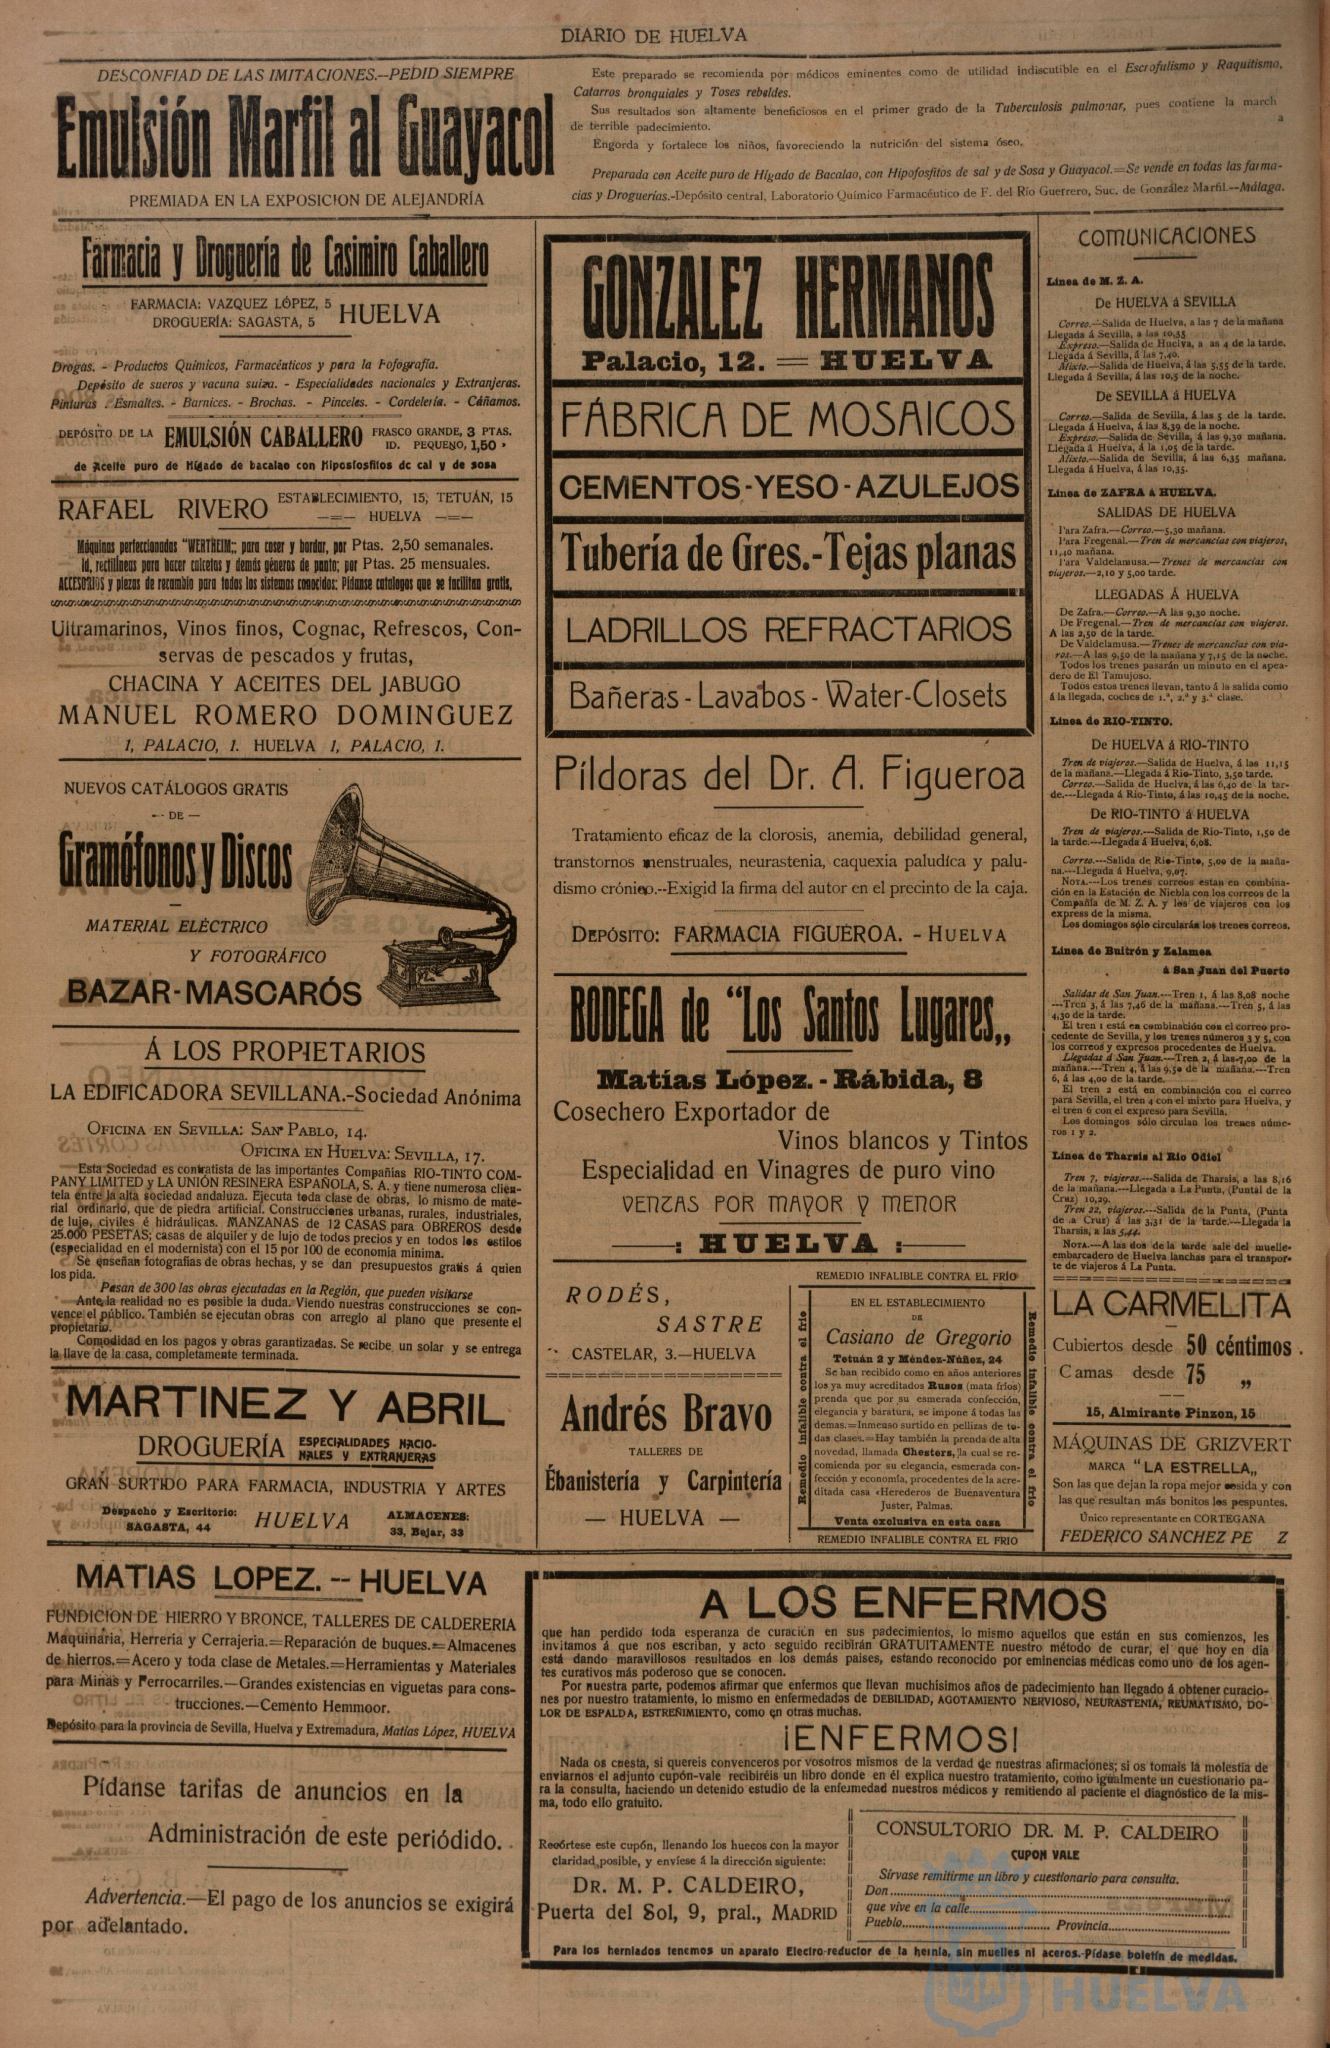 DIARIO DE HUELVA
DESCONFIAD DE LAS IMITACIONES.—PEDID SIEMPRE
Emulsión Marfil al Guayacol
PREMIADA EN LA EXPOSICION DE ALEJANDRÍA
Este preparado se recomienda por médicos eminentes como de utilidad indiscutible en el Escrofulismo y Raquitismo,
Catarros bronquiales y Toses rebeldes.
Sus resultados son altamente beneficiosos en el primer grado de la Tuberculosis pulmonar, pues contiene la march
a
de terrible padecimiento.
Engorda y fortalece los niños, favoreciendo la nutrición del sistema óseo.
Preparada con Aceite puro de Hígado de Bacalao, con Hipofosfitos de sal y de Sosa y Guayacol.=Se vende en todas las farma-
cias y Droguerías.-Depósito central, Laboratorio Químico Farmacéutico de F. del Río Guerrero, Suc. de González Marfil.--Málaga.
Farmacia y Droguería de Casimiro Caballero
FARMACIA: VAZQUEZ LÓPEZ, 5
DROGUERÍA: SAGASTA, 5
HUELVA
Drogas. - Productos Químicos, Farmacéuticos y para la Fofografía.
Depósito de sueros y vacuna suiza. - Especialidades nacionales y Extranjeras.
Pinturas. - Esmaltes. - Barnices. - Brochas. - Pinceles. - Cordelería. - Cáñamos.
DEPÓSITO DE LA EMULSIÓN CABALLERO FRASCO GRANDE, 3 PTAS.
ID. PEQUEÑO, 1,50 »
de Aceite puro de Hígado de bacalao con Hiposfosfilos dc cal y de sosa
RAFAEL RIVERO
ESTABLECIMIENTO, 15, TETUÁN, 15
—=— HUELVA —=—
Máquinas perfeccionadas "WERTHEIM„ para coser y bordar, por Ptas. 2,50 semanales.
Id, rectilíneas para hacer calcetas y demás géneros de punto; por Ptas. 25 mensuales.
ACCESORIOS y piezas de recambio para todos los sistemas conocidos: Pídanse catalogos que se facilitan gratis,
Ultramarinos, Vinos finos, Cognac, Refrescos, Con-
servas de pescados y frutas,
CHACINA Y ACEITES DEL JABUGO
MANUEL ROMERO DOMINGUEZ
1, PALACIO, 1. HUELVA 1, PALACIO, 1.
NUEVOS CATÁLOGOS GRATIS
-- DE —
Gramófonos y Discos
MATERIAL ELÉCTRICO
Y FOTOGRÁFICO
BAZAR-MASCARÓS
Á LOS PROPIETARIOS
LA EDIFICADORA SEVILLANA.-Sociedad Anónima
OFICINA EN SEVILLA: SAN PABLO, 14.
OFICINA EN HUELVA: SEVILLA, 17.
Esta Sociedad es contratista de las importantes Compañias RIO-TINTO COM
PANY LIMITED y LA UNIÓN RESINERA ESPAÑOLA, S. A. y tiene numerosa clien-
tela entre la alta sociedad andaluza. Ejecuta toda clase de obras, lo mismo de mate-
rial ordinario, que de piedra artificial. Construcciones urbanas, rurales, industriales,
de lujo, civiles é hidráulicas. MANZANAS de 12 CASAS para OBREROS desde
25.000 PESETAS; casas de alquiler y de lujo de todos precios y en todos los estilos
(especialidad en el modernista) con el 15 por 100 de economía mínima.
Se enseñan fotografias de obras hechas, y se dan presupuestos gratis á quien
los pida.
Pasan de 300 las obras ejecutadas en la Región, que pueden visitarse
Ante la realidad no es posible la duda. Viendo nuestras construcciones se con-
vence el público. También se ejecutan obras con arreglo al plano que presente el
propietario.
Comodidad en los pagos y obras garantizadas. Se recibe un solar y se entrega
la llave de la casa, completamente terminada.
MARTINEZ Y ABRIL
DROGUERÍA ESPECIALIDADES NACIO-
NALES Y EXTRANJERAS
GRAN SURTIDO PARA FARMACIA, INDUSTRIA Y ARTES
Despacho y Escritorio:
SAGASTA, 44
HUELVA
ALMACENES:
33, Bejar, 33
GONZALEZ HERMANOS
Palacio, 12. = HUELVA
FÁBRICA DE MOSAICOS
CEMENTOS-YESO-AZULEJOS
Tubería de Gres.-Tejas planas
LADRILLOS REFRACTARIOS
Bañeras-Lavabos-Water-Closets
Píldoras del Dr. A. Figueroa
Tratamiento eficaz de la clorosis, anemia, debilidad general,
transtornos menstruales, neurastenia, caquexia paludíca y palu-
dismo crónico.--Exigid la firma del autor en el precinto de la caja.
DEPÓSITO: FARMACIA FIGUEROA. - HUELVA
BODEGA de "Los Santos Lugares„
Matías López. - Rábida, 8
Cosechero Exportador de
Vinos blancos y Tintos
Especialidad en Vinagres de puro vino
VENZAS POR MAYOR Y MENOR
—: HUELVA :—
RODÉS,
SASTRE
CASTELAR, 3.—HUELVA
Andrés Bravo
TALLERES DE
Ébanistería y Carpintería
— HUELVA —
REMEDIO INFALIBLE CONTRA EL FRÍO
Remedio infalible contra el frío
EN EL ESTABLECIMIENTO
DE
Casiano de Gregorio
Tetuán 2 y Méndez-Núñez, 24
Se han recibido como en años anteriores
los ya muy acreditados Rusos (mata fríos)
prenda que por su esmerada confección,
elegancia y baratura, se impone á todas las
demas.=Inmenso surtido en pellizas de to-
das clases.=Hay también la prenda de alta
novedad, llamada Chesters, la cual se re-
comienda por su elegancia, esmerada con-
fección y economía, procedentes de la acre-
ditada casa «Herederos de Buenaventura
Juster, Palmas.
Venta exclusiva en esta casa
Remedio infalible contra el frío
REMEDIO INFALIBLE CONTRA EL FRIO
COMUNICACIONES
Línea de M. Z. A.
De HUELVA á SEVILLA
Correo.—Salida de Huelva, a las 7 de la mañana
Llegada á Sevilla, a las 10,35
Expreso.—Salida de Huelva, a as 4 de la tarde.
Llegada á Sevilla, á las 7,40.
Mixto.—Salida de Huelva, á las 5,55 de la tarde.
Llegada á Sevilla, á las 10,5 de la noche.
De SEVILLA á HUELVA
Correo.—Salida de Sevilla, á las 5 de la tarde.
Llegada á Huelva, á las 8,39 de la noche.
Expreso.—Salida de Sevilla, á las 9,30 mañana.
Llegada á Huelva, á la 1,05 de la tarde.
Mixto.—Salida de Sevilla, á las 6,35 mañana.
Llegada á Huelva, á las 10,35.
Línea de ZAFRA á HUELVA.
SALIDAS DE HUELVA
Para Zafra.—Correo.—5,30 mañana.
Para Fregenal.—Tren de mercancías con viajeros,
11,40 mañana.
Para Valdelamusa.—Trenes de mercancías con
viajeros.—2,10 y 5,00 tarde.
LLEGADAS Á HUELVA
De Zafra.—Correo.—A las 9,30 noche.
De Fregenal.—Tren de mercancías con viajeros.
A las 2,50 de la tarde.
De Valdelamusa.—Trenes de mercancías con via-
jeros.—A las 9,50 de la mañana y 7,15 de la noche.
Todos los trenes pasarán un minuto en el apea-
dero de El Tamujoso.
Todos estos trenes llevan, tanto á la salida como
á la llegada, coches de 1.ª, 2.ª y 3.ª clase.
Línea de RIO-TINTO.
De HUELVA á RIO-TINTO
Tren de viajeros.—Salida de Huelva, á las 11,15
de la mañana.—Llegada á Rio-Tinto, 3,50 tarde.
Correo.—Salida de Huelva, á las 6,40 de la tar-
de.---Llegada á Rio-Tinto, á las 10,45 de la noche.
De RIO-TINTO á HUELVA
Tren de viajeros.—Salida de Rio-Tinto, 1,50 de
la tarde.--Llegada á Huelva, 6,08.
Correo.—Salida de Rio-Tinto, 5,00 de la maña-
na.—Llegada á Huelva, 9,07.
NOTA.—Los trenes correos estan en combina-
ción en la Estación de Niebla con los correos de la
Compañía de M. Z. A. y los de viajeros con los
express de la misma.
Los domingos sólo circularán los trenes correos.
Línea de Buitrón y Zalamea
á San Juan del Puerto
Salidas de San Juan.—Tren 1, á las 8,08 noche
—Tren 3, á las 7,46 de la mañana.—Tren 5, á las
4,30 de la tarde.
El tren 1 está en combinación con el correo pro-
cedente de Sevilla, y los trenes números 3 y 5, con
los correos y expresos procedentes de Huelva.
Llegadas á San Juan.—Tren 2, á las-7,00 de la
mañana.—Tren 4, á las 9,50 de la mañana.—Tren
6, á las 4,00 de la tarde.
El tren 2 está en combinación con el correo
para Sevilla, el tren 4 con el mixto para Huelva, y
el tren 6 con el expreso para Sevilla.
Los domingos sólo circulan los trenes núme-
ros 1 y 2.
Línea de Tharsis al Río Odiel
Tren 7, viajeros.—Salida de Tharsis, a las 8,16
de la mañana.—Llegada a La Punta, (Puntal de la
Cruz) 10,29.
Tren 22, viajeros.--Salida de la Punta, (Punta
de .a Cruz) á las 3,31 de la tarde.--Llegada la
Tharsis, a las 5,44.
NOTA.—A las dos de la tarde sale del muelle-
embarcadero de Huelva lanchas para el transpor-
te de viajeros á La Punta.
LA CARMELITA
Cubiertos desde 50 céntimos.
Camas desde 75 „
15, Almirante Pinzon, 15
MÁQUINAS DE GRIZVERT
MARCA "LA ESTRELLA„
Son las que dejan la ropa mejor cosida y con
las que resultan más bonitos los pespuntes.
Único representante en CORTEGANA
FEDERICO SANCHEZ PE Z
MATIAS LOPEZ.--HUELVA
FUNDICION DE HIERRO Y BRONCE, TALLERES DE CALDERERIA
Maquinaria, Herrería y Cerrajeria.=Reparación de buques.=Almacenes
de hierros.=Acero y toda clase de Metales.=Herramientas y Materiales
para Minas y Ferrocarriles.—Grandes existencias en viguetas para cons-
trucciones.—Cemento Hemmoor.
Depósito para la provincia de Sevilla, Huelva y Extremadura, Matías López, HUELVA
Pídanse tarifas de anuncios en la
Administración de este periódido.
Advertencia.—El pago de los anuncios se exigirá
por adelantado.
A LOS ENFERMOS
que han perdido toda esperanza de curación en sus padecimientos, lo mismo aquellos que están en sus comienzos, les
invitamos á que nos escriban, y acto seguido recibirán GRATUITAMENTE nuestro método de curar, el que hoy en día
está dando maravillosos resultados en los demás paises, estando reconocido por eminencias médicas como uno de los agen-
tes curativos más poderoso que se conocen.
Por nuestra parte, podemos afirmar que enfermos que llevan muchísimos años de padecimiento han llegado á obtener curacio-
nes por nuestro tratamiento, lo mismo en enfermedadas de DEBILIDAD, AGOTAMIENTO NERVIOSO, NEURASTENIA, REUMATISMO, DO-
LOR DE ESPALDA, ESTREÑIMIENTO, como en otras muchas.
¡ENFERMOS!
Nada os cuesta, si quereis convenceros por vosotros mismos de la verdad de nuestras afirmaciones; si os tomais la molestia de
enviarnos el adjunto cupón-vale recibiréis un libro donde en él explica nuestro tratamiento, como igualmente un cuestionario pa-
ra la consulta, haciendo un detenido estudio de la enfermedad nuestros médicos y remitiendo al paciente el diagnóstico de la mis-
ma, todo ello gratuito.
Recórtese este cupón, llenando los huecos con la mayor
claridad posible, y envíese á la dirección siguiente:
DR. M. P. CALDEIRO,
Puerta del Sol, 9, pral., MADRID
CONSULTORIO DR. M. P. CALDEIRO
CUPON VALE
Sírvase remitirme un libro y cuestionario para consulta.
Don
que vive en la calle
Pueblo Provincia
Para los herniados tenemos un aparato Electro-reductor de la hernia, sin muelles ni aceros.-Pídase boletín de medidas.
HUELVA